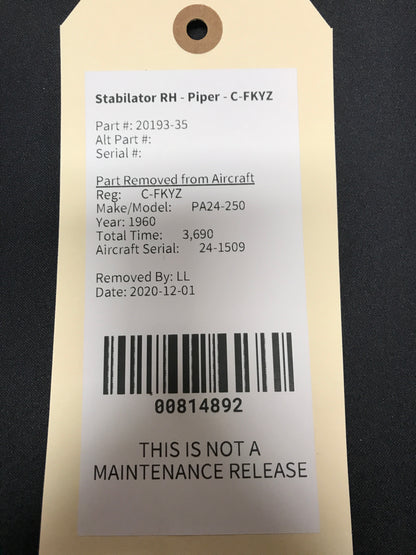 Stabilator RH - Piper - C-FKYZ
Part #: 20193-35
Alt Part#:
Serial #:
Part Removed from Aircraft
Reg: C-FKYZ
Make/Model: PA24-250
Year: 1960
Total Time: 3,690
Aircraft Serial: 24-1509
Removed By: LL
Date: 2020-12-01
00814892
THIS IS NOT A
MAINTENANCE RELEASE